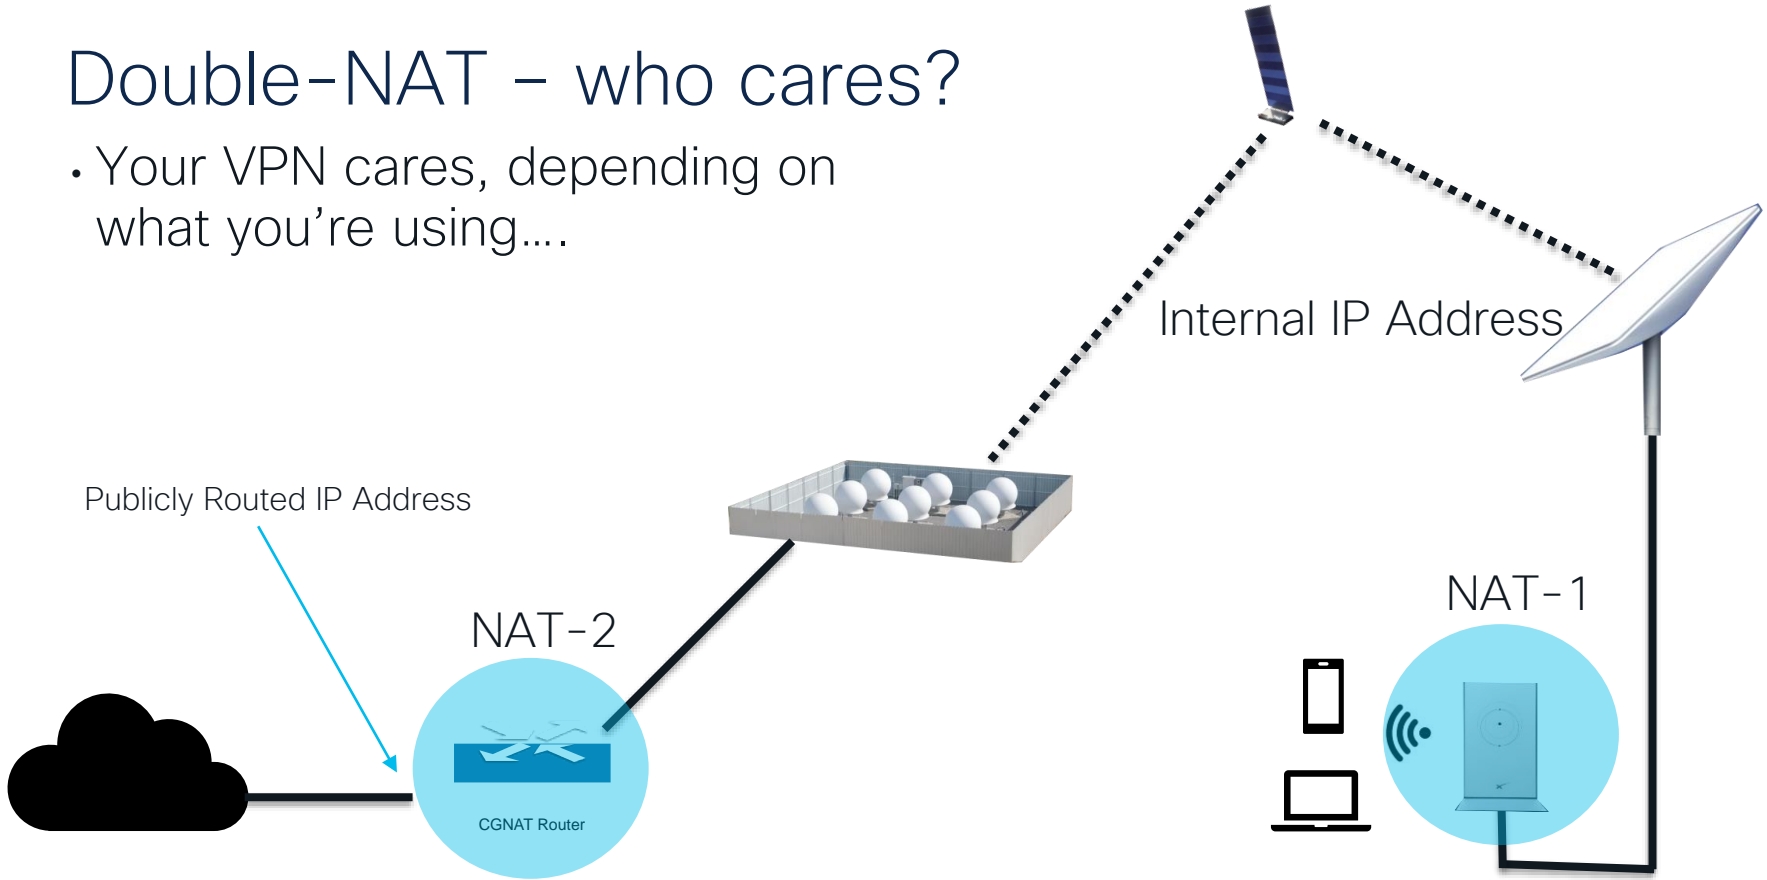 Double-NAT – who cares?
• Your VPN cares, depending on
what you're using….
Internal IP Address
Publicly Routed IP Address
NAT-2
NAT-1
CGNAT Router